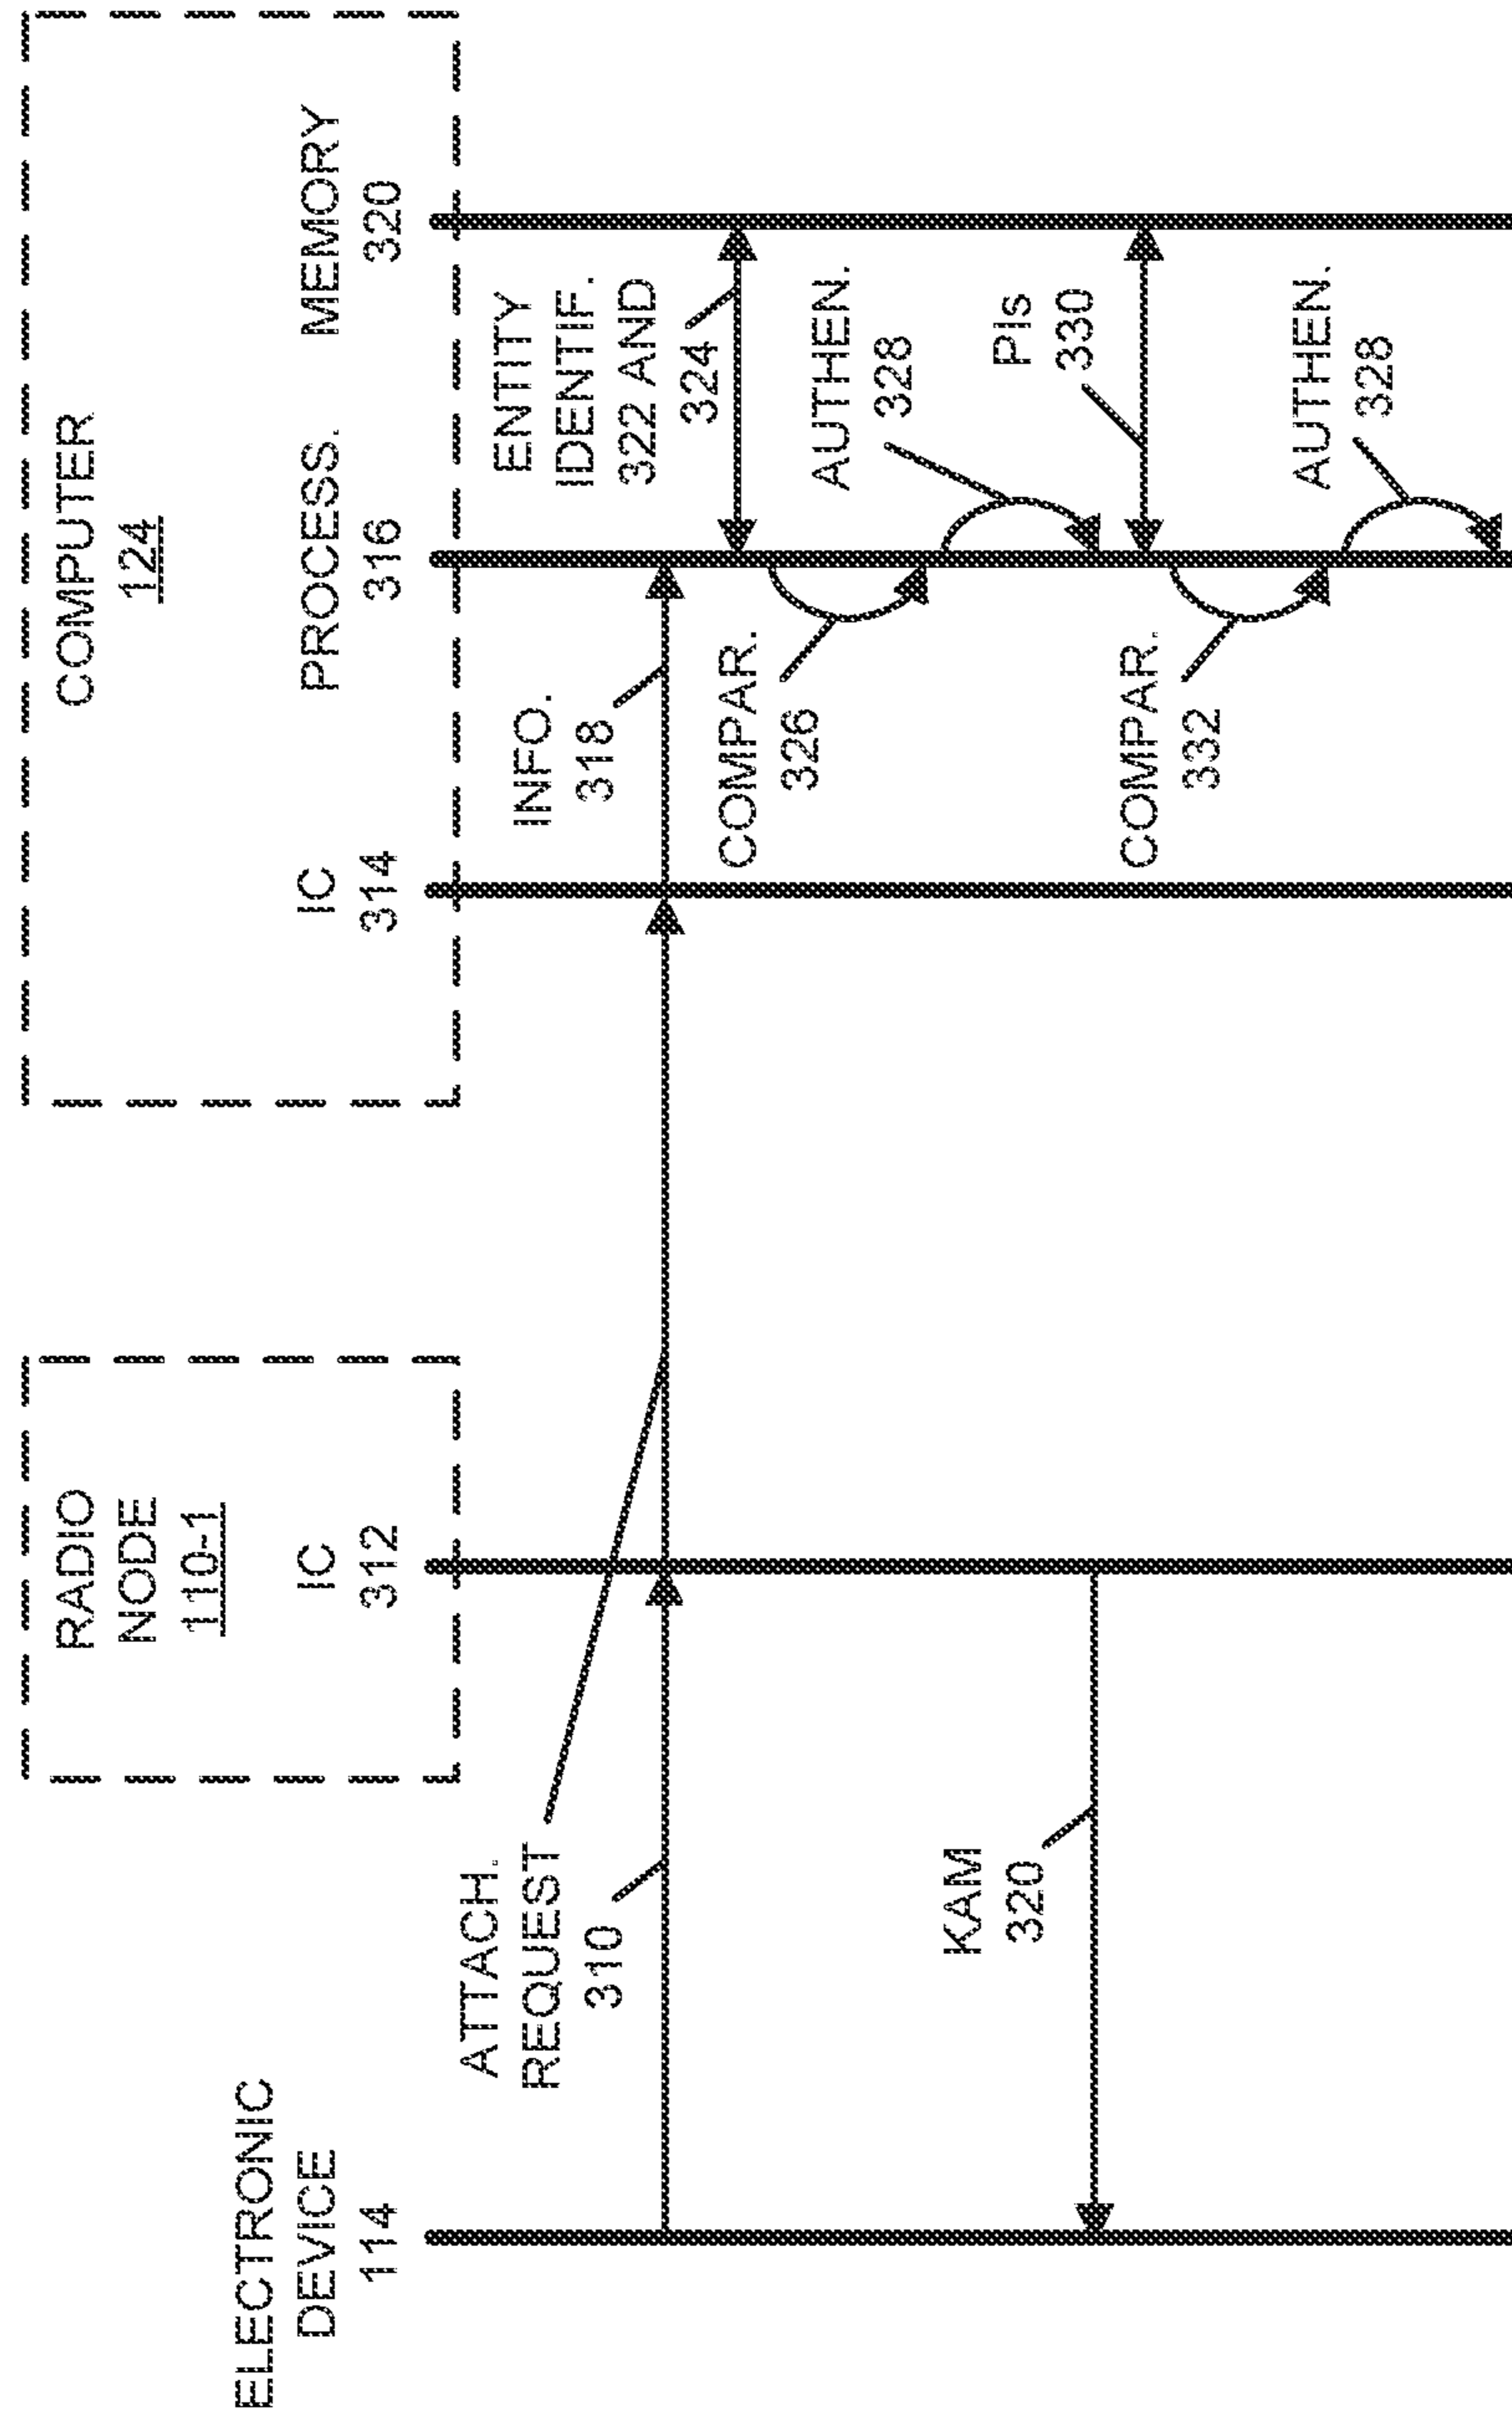 COMPUTER
124
RADIO
NODE
110-1
ELECTRONIC
DEVICE
114
IC
312
IC
314
PROCESS.
316
MEMORY
320
ATTACH.
REQUEST
310
INFO.
318
ENTITY
IDENTIF.
322 AND
324
COMPAR.
326
AUTHEN.
328
KAM
320
PIs
330
COMPAR.
332
AUTHEN.
328